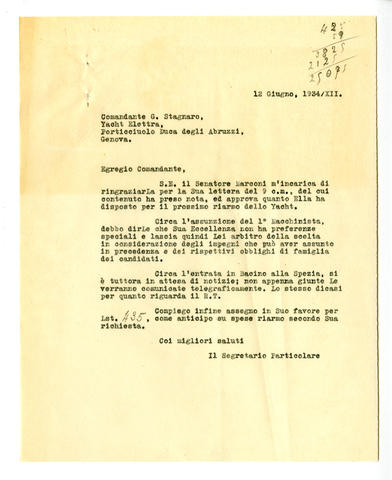 425
59
3825
2125
25075
12 Giugno, 1934/XII.
Comandante G. Stagnaro,
Yacht Elettra,
Porticciuolo Duca degli Abruzzi,
Genova.
Egregio Comandante,
S.E. il Senatore Marconi m'incarica di
ringraziarLa per la Sua lettera del 9 c.m., del cui
contenuto ha preso nota, ed approva quanto Ella ha
disposto per il prossimo riarmo dello Yacht.
Circa l'assunzione del 1º Macchinista,
debbo dirLe che Sua Eccellenza non ha preferenze
speciali e lascia quindi Lei arbitro della scelta
in considerazione degli impegni che può aver assunto
in precedenza e dei rispettivi obblighi di famiglia
dei candidati.
Circa l'entrata in Bacino alla Spezia, si
è tuttora in attesa di notizie; non appena giunte Le
verranno comunicate telegraficamente. Lo stesso dicasi
per quanto riguarda il R.T.
Compiego infine assegno in Suo favore per
Lst. A35, come anticipo su spese riarmo secondo Sua
richiesta.
Coi migliori saluti
Il Segretario Particolare